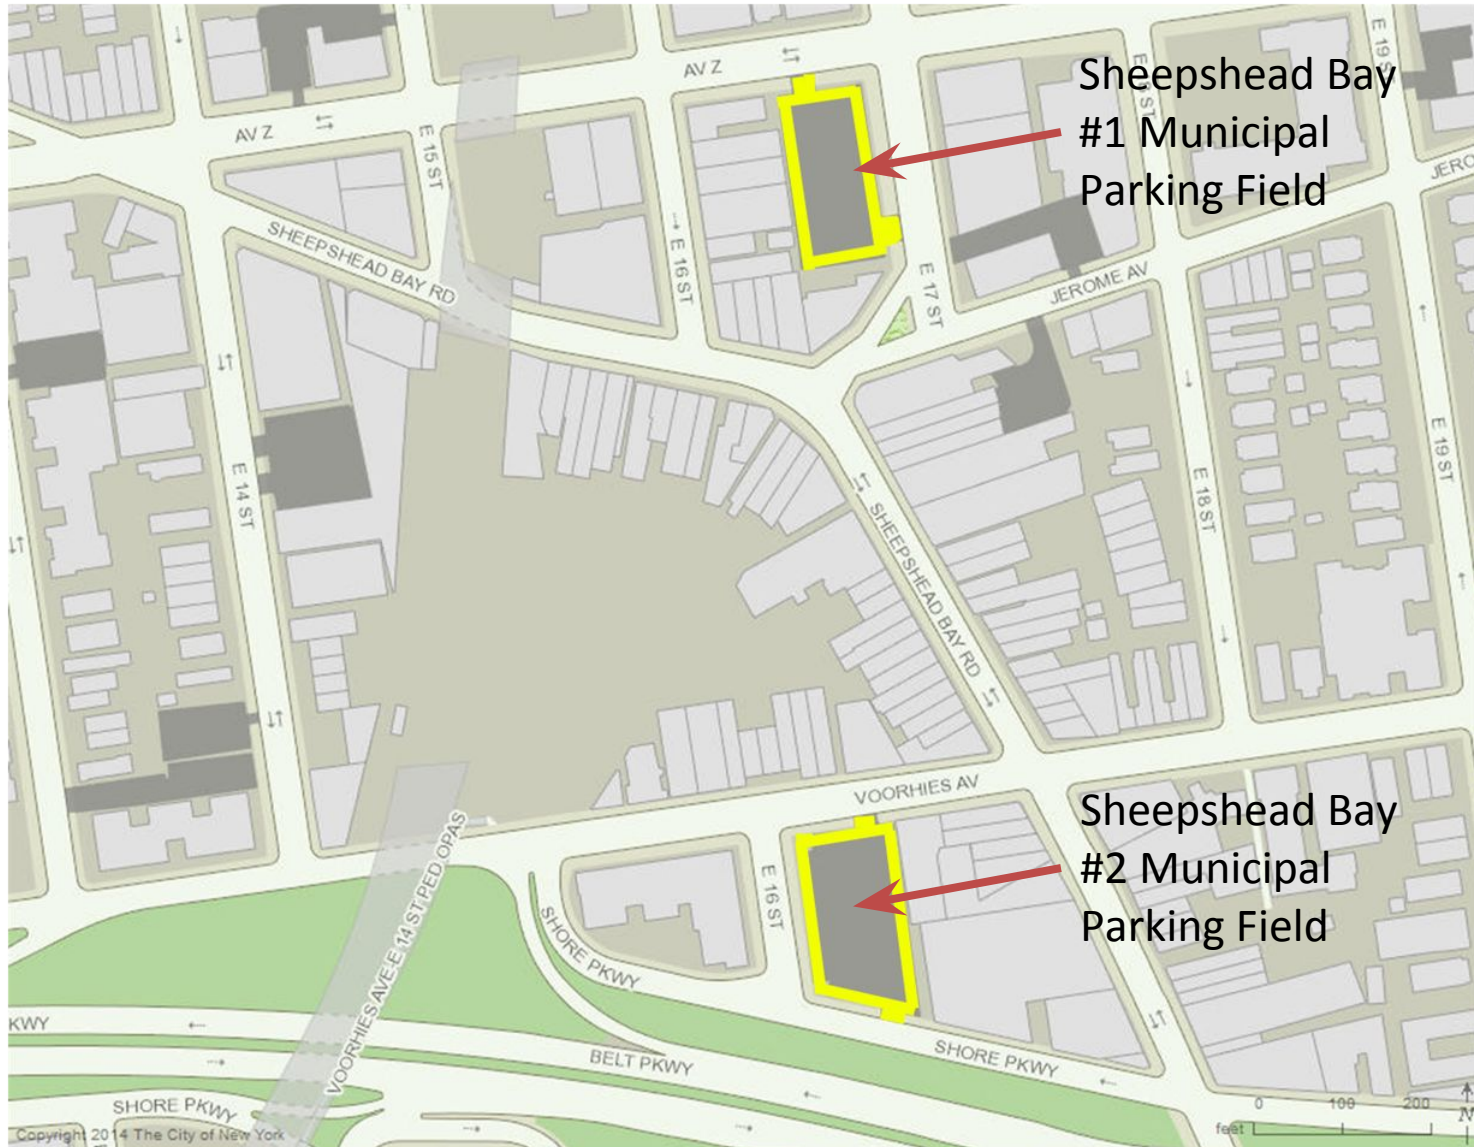 E 19 S
AV Z
Sheepshead Bay
#1 Municipal
Parking Field
AV Z
E 15 ST
E 16 ST
SHEEPSHEAD BAY RD
E 17 ST
JEROME AV
JERO
E 14 ST
E 18 ST
E 19 ST
SHEEPSHEAD BAY RD
VOORHIES AV
Sheepshead Bay
#2 Municipal
Parking Field
E 16 ST
SHORE PKWY
VOORHIES AVE-E 14 ST PED OPAS
KWY
BELT PKWY
SHORE PKWY
SHORE PKWY
0 100 200
feet
N
Copyright 2014 The City of New York